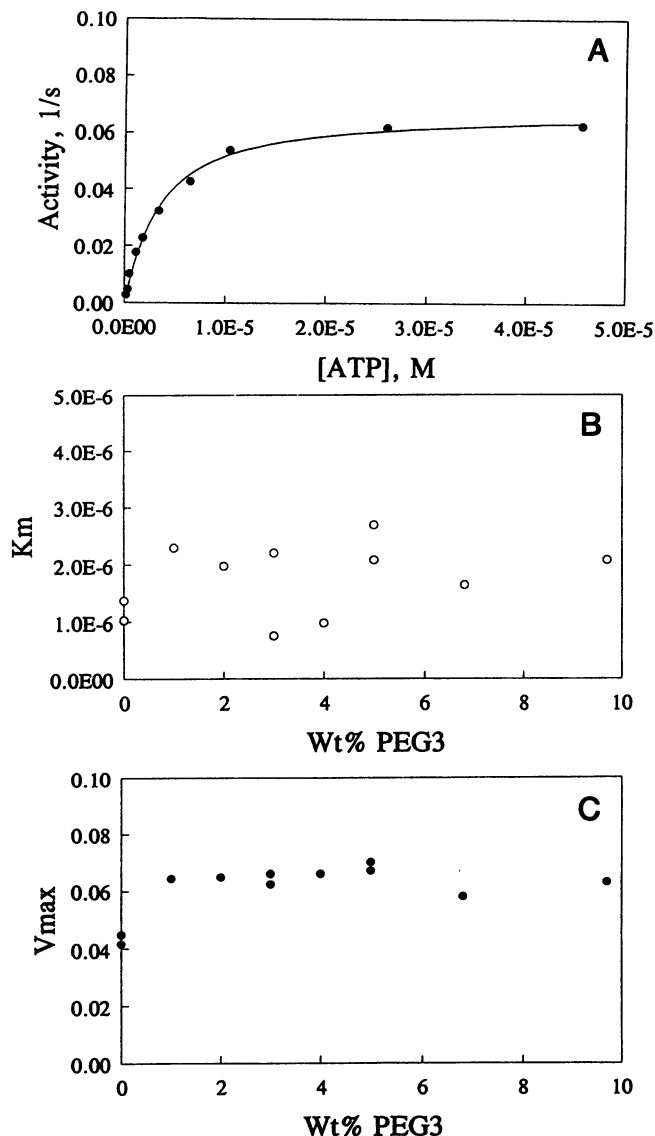 A
Activity, 1/s
0.10
0.08
0.06
0.04
0.02
0.00
0.0E00 1.0E-5 2.0E-5 3.0E-5 4.0E-5 5.0E-5
[ATP], M
B
Km
5.0E-6
4.0E-6
3.0E-6
2.0E-6
1.0E-6
0.0E00
0 2 4 6 8 10
Wt% PEG3
C
Vmax
0.10
0.08
0.06
0.04
0.02
0.00
0 2 4 6 8 10
Wt% PEG3